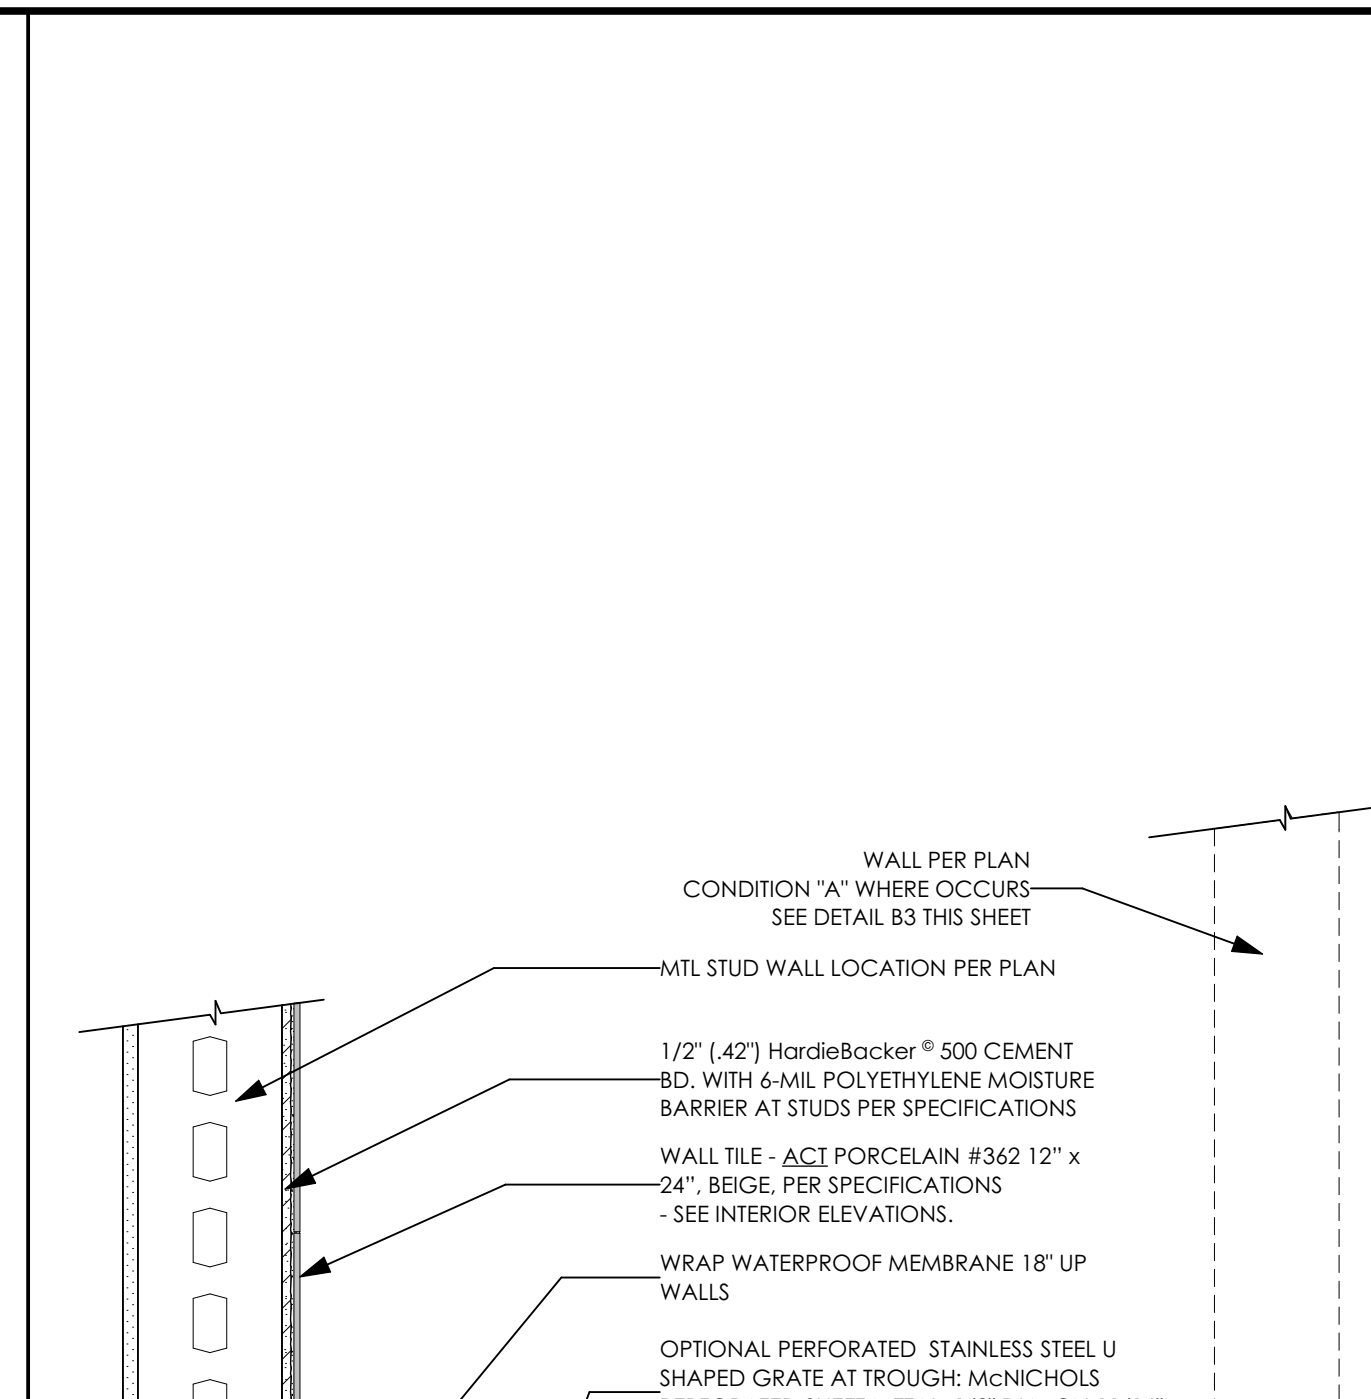 WALL PER PLAN
CONDITION "A" WHERE OCCURS
SEE DETAIL B3 THIS SHEET
MTL STUD WALL LOCATION PER PLAN
1/2" (.42") HardieBacker © 500 CEMENT
BD. WITH 6-MIL POLYETHYLENE MOISTURE
BARRIER AT STUDS PER SPECIFICATIONS
WALL TILE - ACT PORCELAIN #362 12” x
24”, BEIGE, PER SPECIFICATIONS
- SEE INTERIOR ELEVATIONS.
WRAP WATERPROOF MEMBRANE 18" UP
WALLS
OPTIONAL PERFORATED STAINLESS STEEL U
SHAPED GRATE AT TROUGH: McNICHOLS